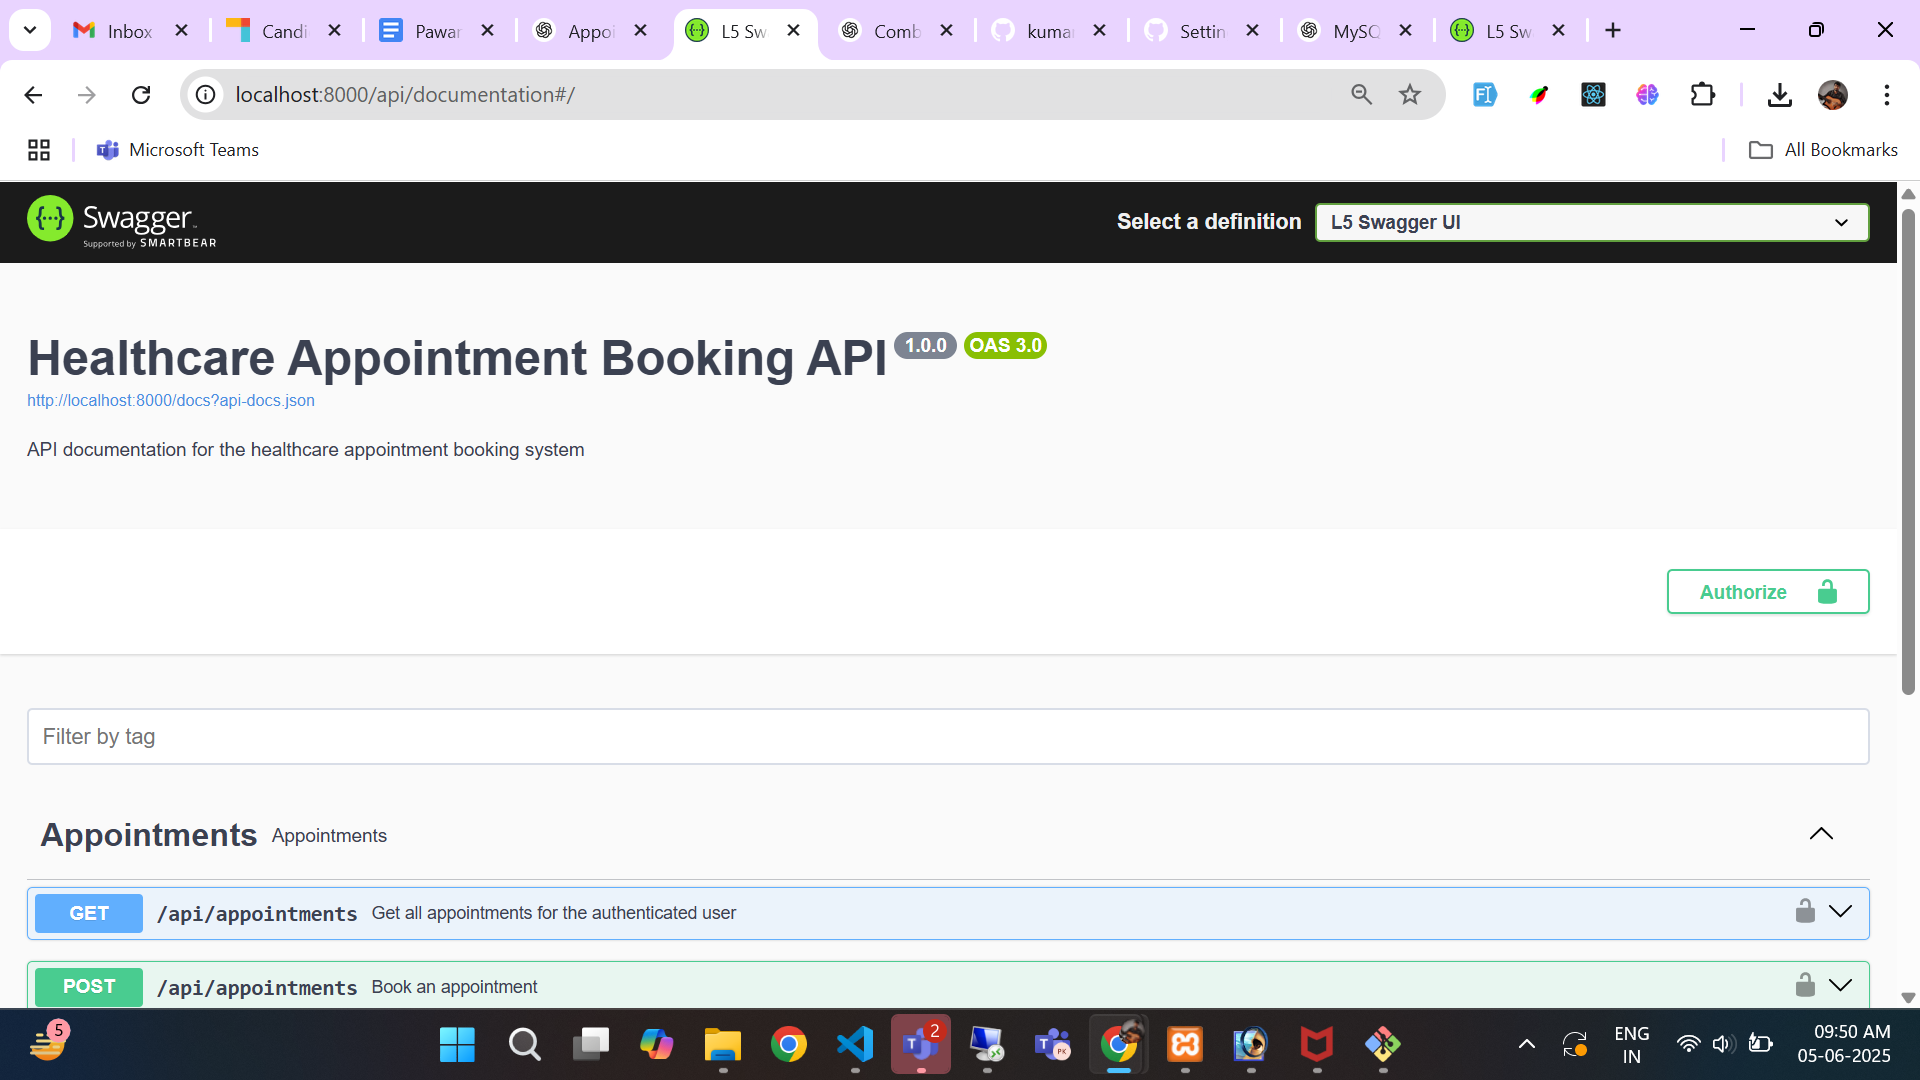 Inbox
Candi
Pawan
Appoi
L5 Sw
Comb
kuma
Settin
MySQ
L5 Sw
localhost:8000/api/documentation#/
Microsoft Teams
All Bookmarks
Swagger
Supported by SMARTBEAR
Select a definition
L5 Swagger UI
Healthcare Appointment Booking API 1.0.0 OAS 3.0
http://localhost:8000/docs?api-docs.json
API documentation for the healthcare appointment booking system
Authorize
Filter by tag
Appointments Appointments
GET /api/appointments Get all appointments for the authenticated user
POST /api/appointments Book an appointment
5
2
PK
ENG
IN
09:50 AM
05-06-2025